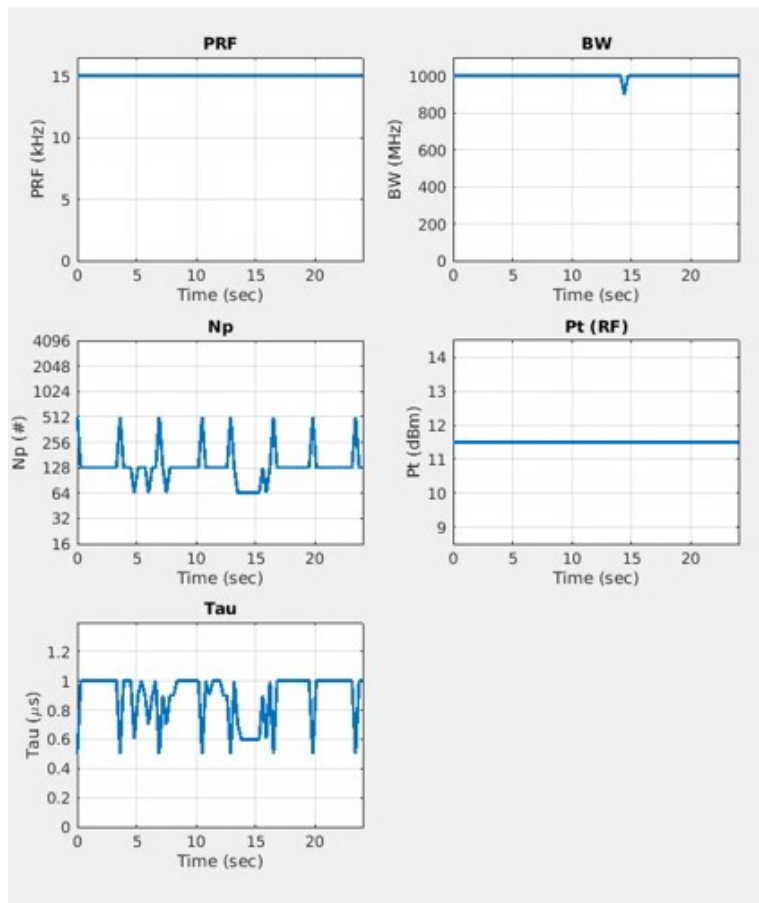 PRF
15
10
5
0
PRF (kHz)
0 5 10 15 20
Time (sec)
BW
1000
800
600
400
200
0
BW (MHz)
0 5 10 15 20
Time (sec)
Np
4096
2048
1024
512
256
128
64
32
16
Np (#)
0 5 10 15 20
Time (sec)
Pt (RF)
14
13
12
11
10
9
Pt (dBm)
0 5 10 15 20
Time (sec)
Tau
1.2
1
0.8
0.6
0.4
0.2
0
Tau (μs)
0 5 10 15 20
Time (sec)